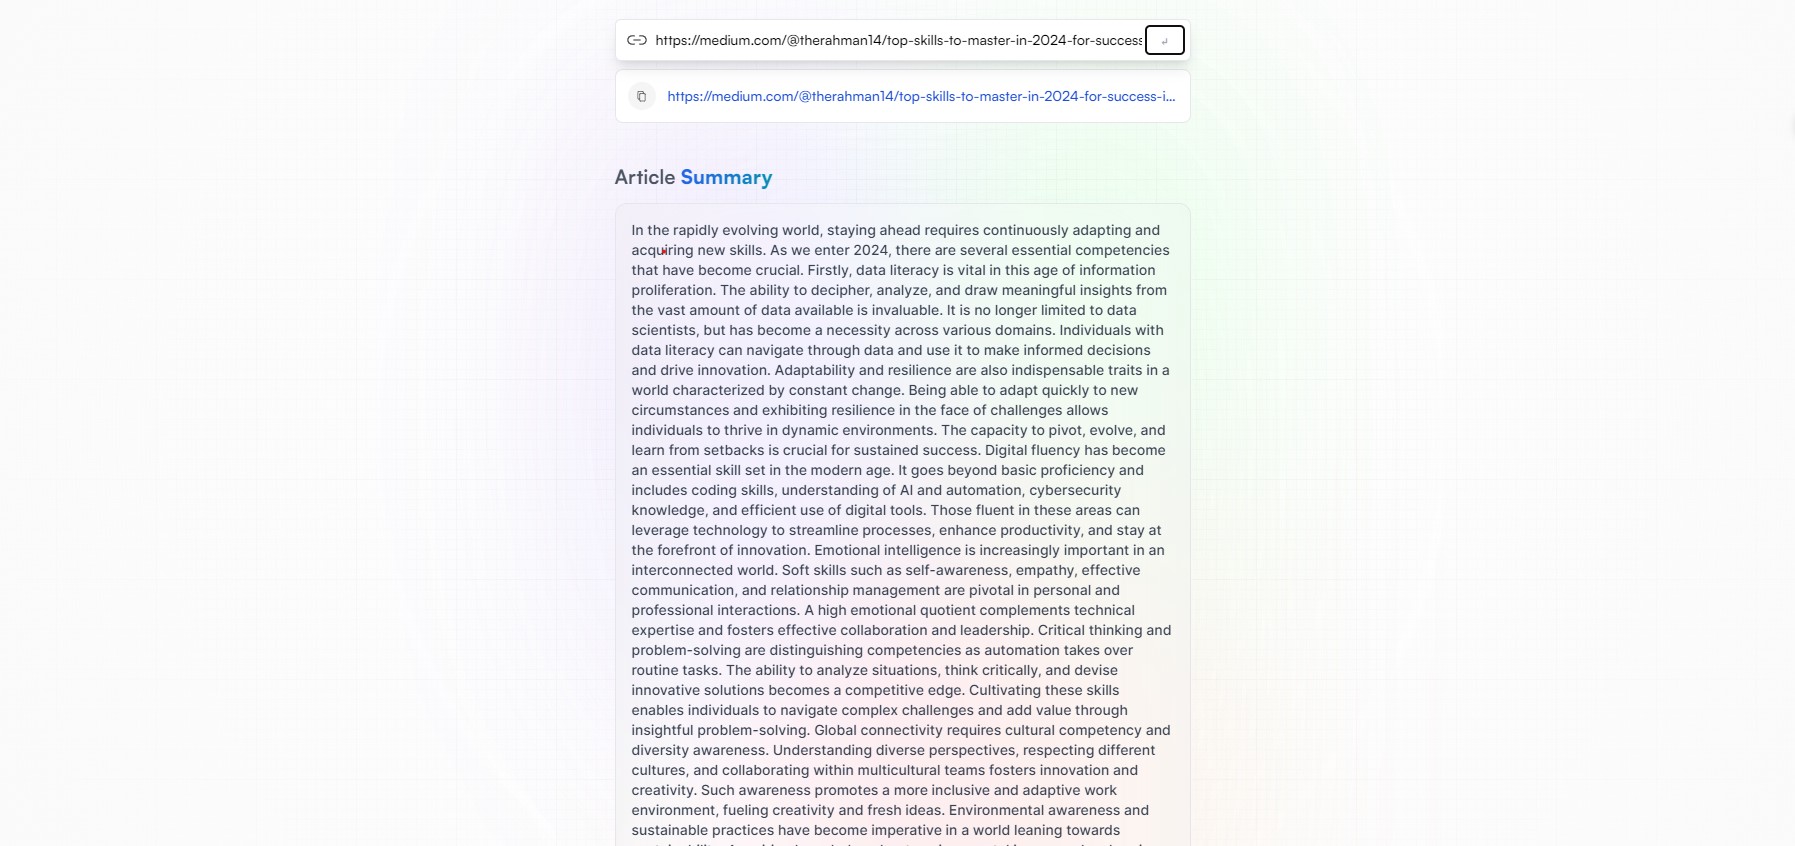 https://medium.com/@therahman14/top-skills-to-master-in-2024-for-success
https://medium.com/@therahman14/top-skills-to-master-in-2024-for-success-i...
Article Summary
In the rapidly evolving world, staying ahead requires continuously adapting and
acquiring new skills. As we enter 2024, there are several essential competencies
that have become crucial. Firstly, data literacy is vital in this age of information
proliferation. The ability to decipher, analyze, and draw meaningful insights from
the vast amount of data available is invaluable. It is no longer limited to data
scientists, but has become a necessity across various domains. Individuals with
data literacy can navigate through data and use it to make informed decisions
and drive innovation. Adaptability and resilience are also indispensable traits in a
world characterized by constant change. Being able to adapt quickly to new
circumstances and exhibiting resilience in the face of challenges allows
individuals to thrive in dynamic environments. The capacity to pivot, evolve, and
learn from setbacks is crucial for sustained success. Digital fluency has become
an essential skill set in the modern age. It goes beyond basic proficiency and
includes coding skills, understanding of AI and automation, cybersecurity
knowledge, and efficient use of digital tools. Those fluent in these areas can
leverage technology to streamline processes, enhance productivity, and stay at
the forefront of innovation. Emotional intelligence is increasingly important in an
interconnected world. Soft skills such as self-awareness, empathy, effective
communication, and relationship management are pivotal in personal and
professional interactions. A high emotional quotient complements technical
expertise and fosters effective collaboration and leadership. Critical thinking and
problem-solving are distinguishing competencies as automation takes over
routine tasks. The ability to analyze situations, think critically, and devise
innovative solutions becomes a competitive edge. Cultivating these skills
enables individuals to navigate complex challenges and add value through
insightful problem-solving. Global connectivity requires cultural competency and
diversity awareness. Understanding diverse perspectives, respecting different
cultures, and collaborating within multicultural teams fosters innovation and
creativity. Such awareness promotes a more inclusive and adaptive work
environment, fueling creativity and fresh ideas. Environmental awareness and
sustainable practices have become imperative in a world leaning towards